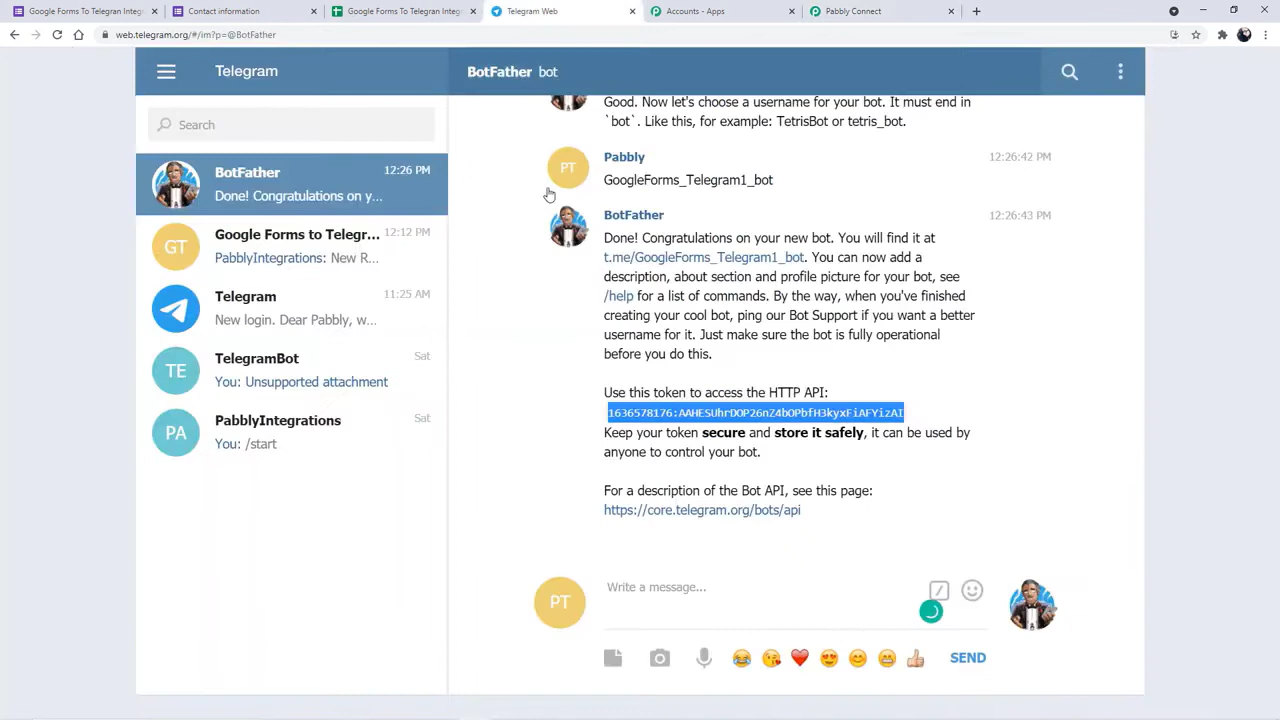 Google Forms To Telegram Integ
Contact information
Google Forms To Telegran Integ
Telegram Web
Accounts - Apps
Pabbly Connect
web.telegram.org/#/im?p=@BotFather
Telegram
BotFather bot
Search
BotFather
12:26 PM
Done! Congratulations on y...
GT
Google Forms to Telegr...
12:12 PM
PabblyIntegrations: New R...
Telegram
11:25 AM
New login. Dear Pabbly, w...
TE
TelegramBot
Sat
You: Unsupported attachment
PA
PabblyIntegrations
Sat
You: /start
Good. Now let's choose a username for your bot. It must end in
`bot`. Like this, for example: TetrisBot or tetris_bot.
PT
Pabbly
12:26:42 PM
GoogleForms_Telegram1_bot
BotFather
12:26:43 PM
Done! Congratulations on your new bot. You will find it at
t.me/GoogleForms_Telegram1_bot. You can now add a
description, about section and profile picture for your bot, see
/help for a list of commands. By the way, when you've finished
creating your cool bot, ping our Bot Support if you want a better
username for it. Just make sure the bot is fully operational
before you do this.
Use this token to access the HTTP API:
1636578176:AAHESUhrDOP26nZ4bOPbfH3kyxFiAFYizAI
Keep your token secure and store it safely, it can be used by
anyone to control your bot.
For a description of the Bot API, see this page:
https://core.telegram.org/bots/api
PT
Write a message...
SEND